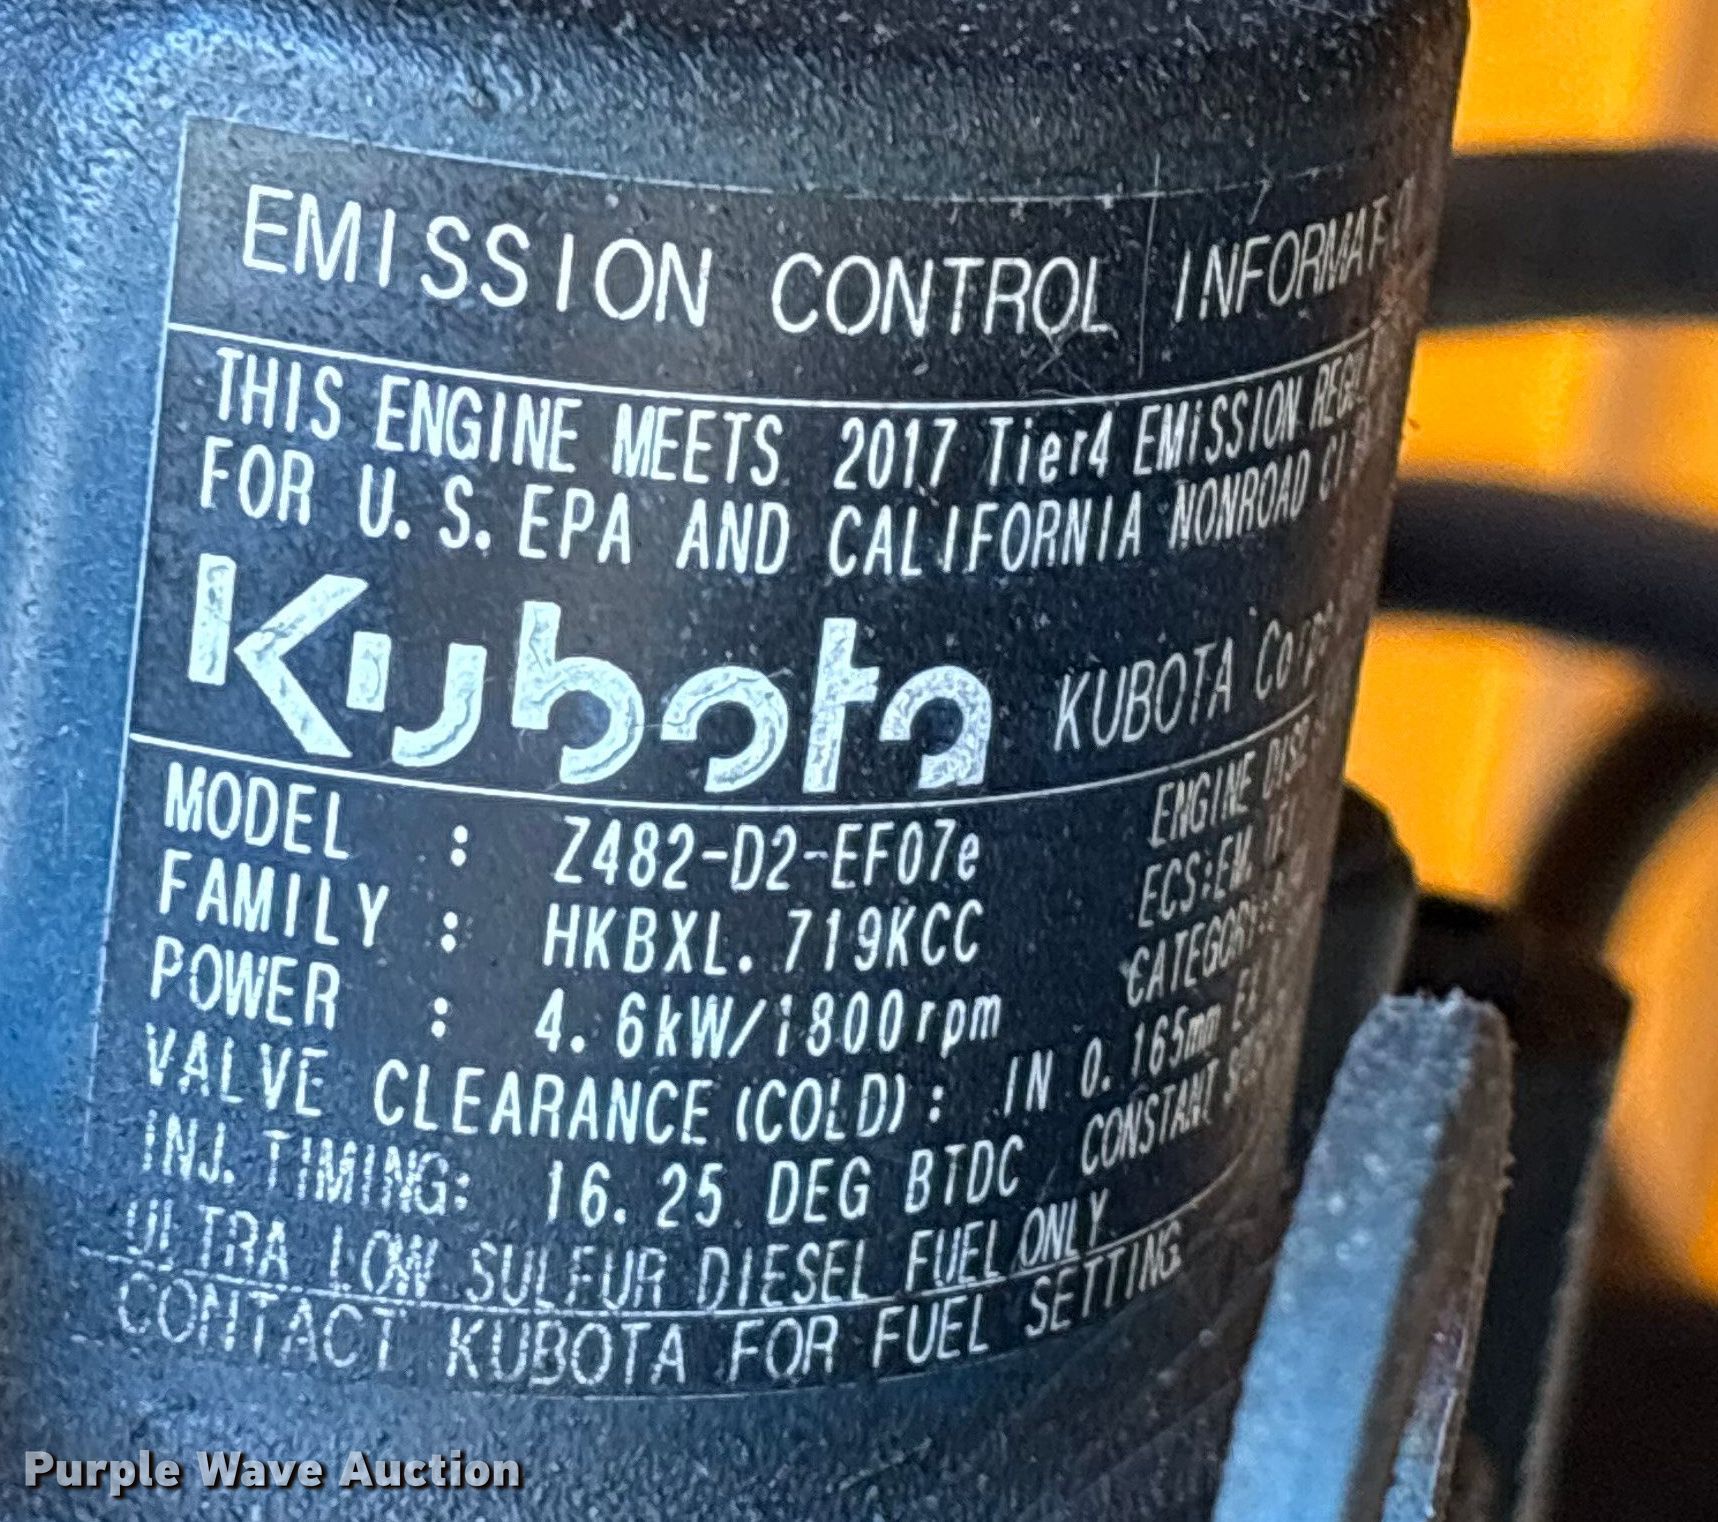 EMISSION CONTROL
THIS ENGINE MEETS 2017 Tier4 EMISSION
FOR U.S. EPA AND CALIFORNIA NONROAD
Kubota KUBOTA
ENGINE
MODEL : Z482-D2-EF07e
FAMILY : HKBXL.719KCC
POWER : 4.6kW/1800rpm
VALVE CLEARANCE(COLD): IN 0.165mm
INJ. TIMING: 16.25 DEG BTDC CONSTANT
ULTRA LOW SULFUR DIESEL FUEL ONLY
CONTACT KUBOTA FOR FUEL SETTING.
Purple Wave Auction